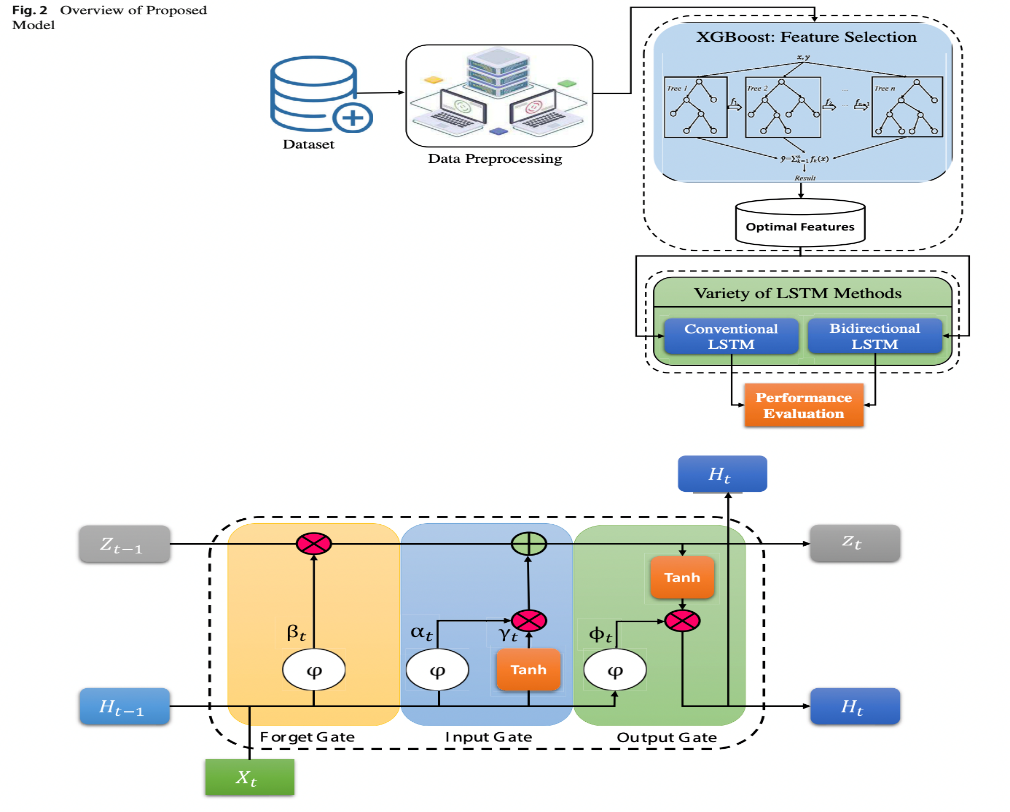 Fig. 2 Overview of Proposed
Model
Dataset
Data Preprocessing
XGBoost: Feature Selection
x, y
Tree 1
Tree 2
Tree n
...
...
f₁
Result
Optimal Features
Variety of LSTM Methods
Conventional
LSTM
Bidirectional
LSTM
Performance
Evaluation
Hₜ
Zₜ₋₁
zₜ
Tanh
βₜ
αₜ
γₜ
ϕₜ
φ
φ
Tanh
φ
Hₜ₋₁
Hₜ
Forget Gate
Input Gate
Output Gate
Xₜ